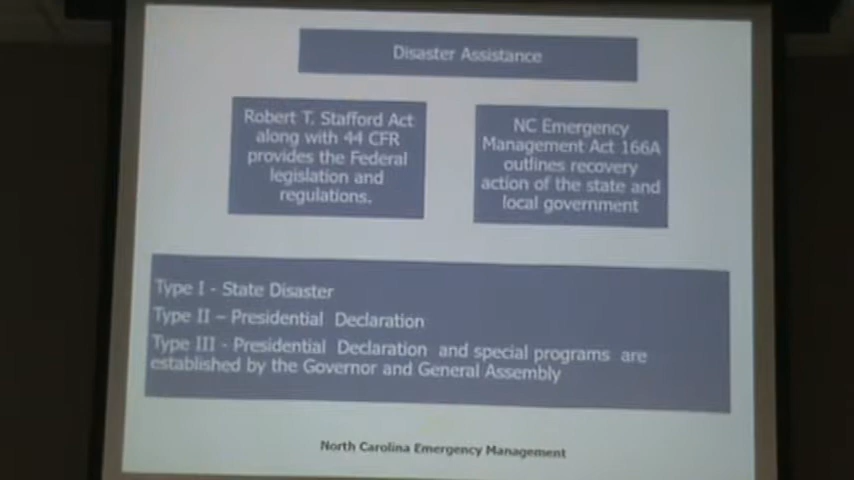 Disaster Assistance
Robert T. Stafford Act
along with 44 CFR
provides the Federal
legislation and
regulations.
NC Emergency
Management Act 166A
outlines recovery
action of the state and
local government
Type I - State Disaster
Type II – Presidential Declaration
Type III - Presidential Declaration and special programs are
established by the Governor and General Assembly
North Carolina Emergency Management